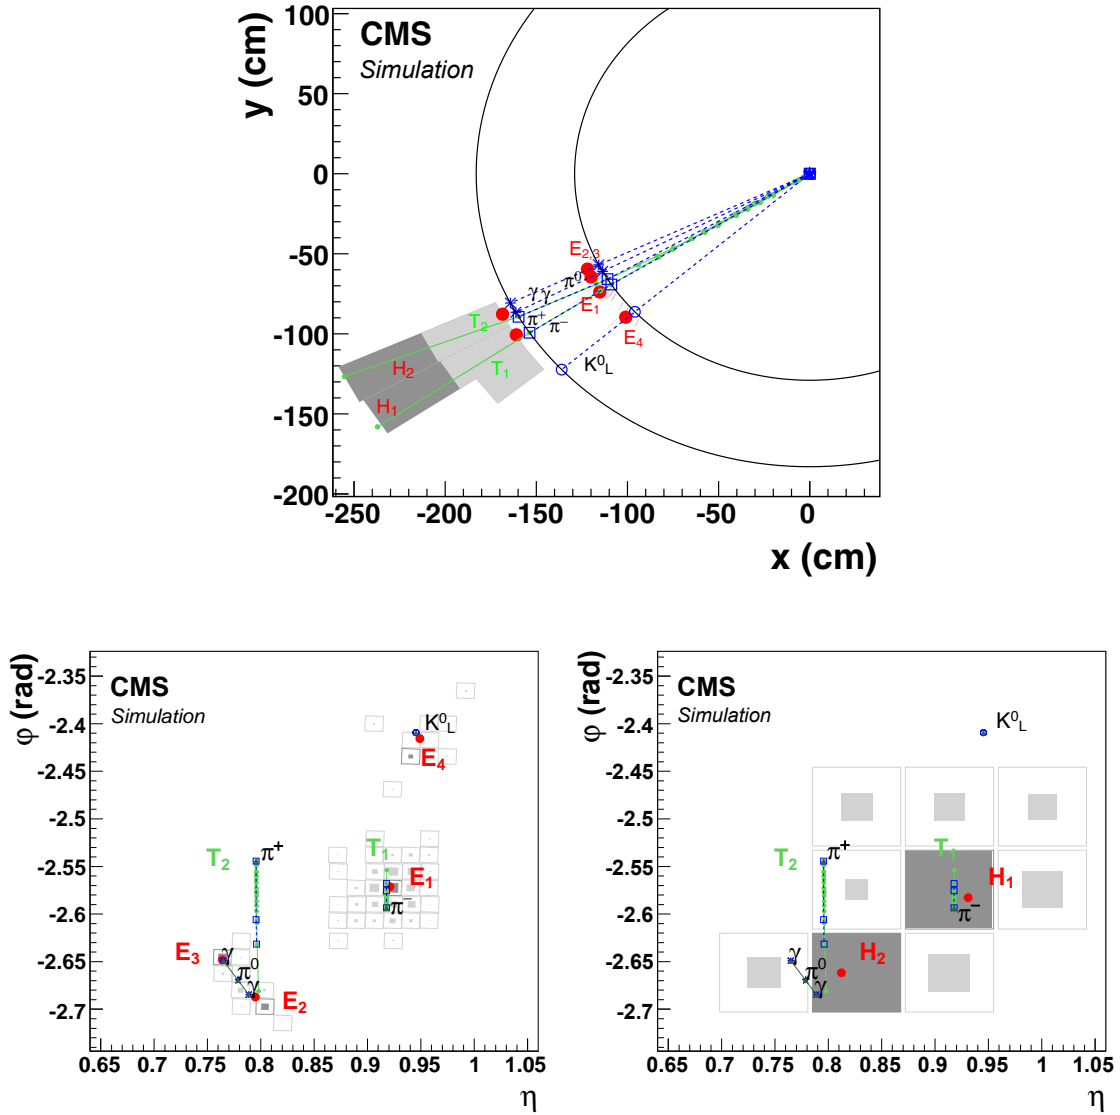 CMS
Simulation
y (cm)
100
50
0
-50
-100
-150
-200
E2,3
π0
γ γ
E1
π+ π−
T2
E4
K0L
T1
H2
H1
-250 -200 -150 -100 -50 0
x (cm)
φ (rad)
CMS
Simulation
-2.35
-2.4
-2.45
-2.5
-2.55
-2.6
-2.65
-2.7
K0L
E4
T2
π+
T1
E1
π−
E3
γ
π0
γ
E2
0.65 0.7 0.75 0.8 0.85 0.9 0.95 1 1.05
η
φ (rad)
CMS
Simulation
-2.35
-2.4
-2.45
-2.5
-2.55
-2.6
-2.65
-2.7
K0L
T2
π+
T1
H1
π−
γ
π0
γ
H2
0.65 0.7 0.75 0.8 0.85 0.9 0.95 1 1.05
η